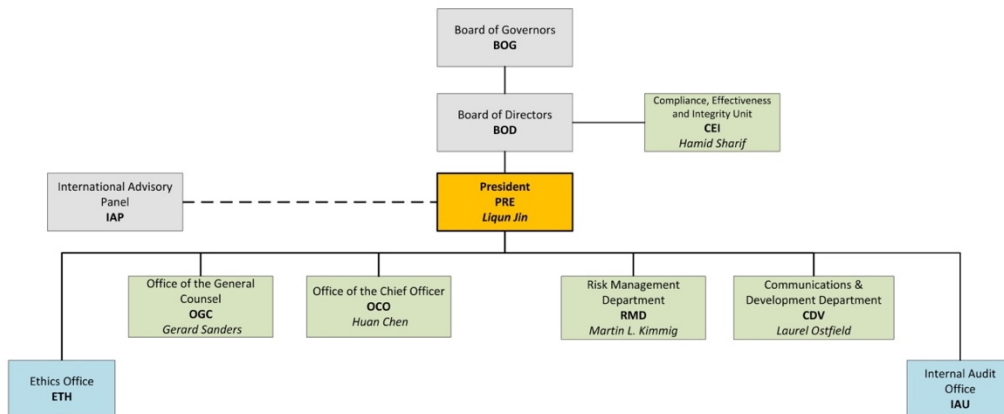 Board of Governors
BOG
Board of Directors
BOD
Compliance, Effectiveness
and Integrity Unit
CEI
Hamid Sharif
International Advisory
Panel
IAP
President
PRE
Liqun Jin
Office of the General
Counsel
OGC
Gerard Sanders
Office of the Chief Officer
OCO
Huan Chen
Risk Management
Department
RMD
Martin L. Kimmig
Communications &
Development Department
CDV
Laurel Ostfield
Ethics Office
ETH
Internal Audit
Office
IAU